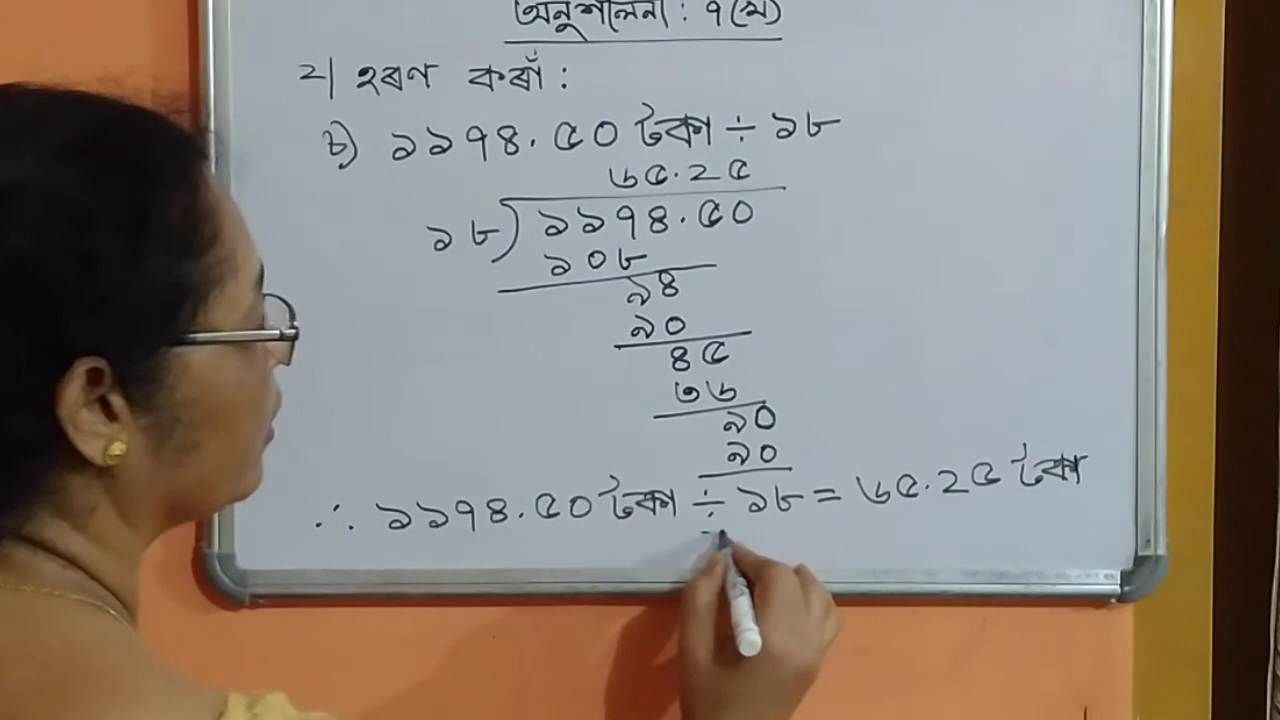 অনুশীলনী : ৭(খ)
২। হৰণ কৰাঁ :
চ) ১১৭৪.৫০ টকা ÷ ১৮
৬৫.২৫
১৮) ১১৭৪.৫০
১০৮
৯৪
৯০
৪৫
৩৬
৯০
৯০
∴ ১১৭৪.৫০ টকা ÷ ১৮ = ৬৫.২৫ টকা